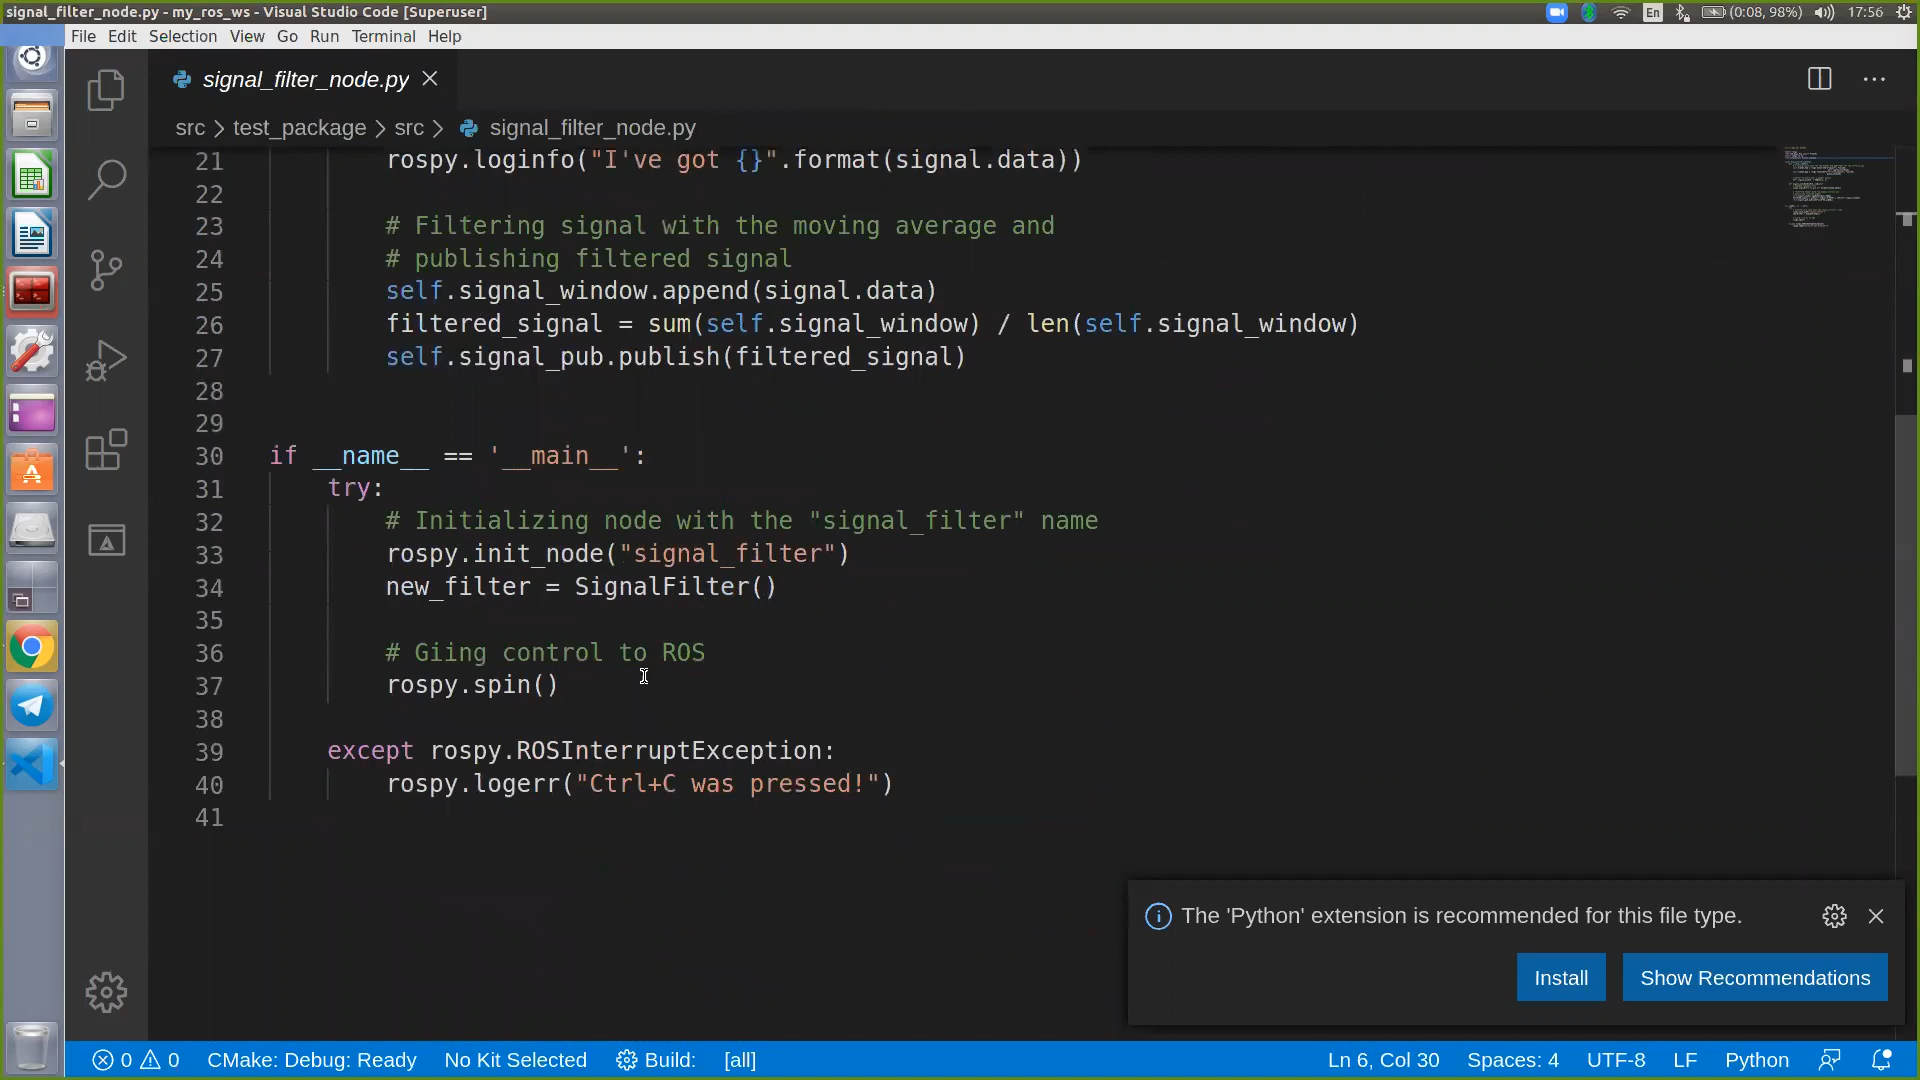 signal_filter_node.py - my_ros_ws - Visual Studio Code [Superuser]
En
(0:08, 98%)
17:56
File Edit Selection View Go Run Terminal Help
signal_filter_node.py
src > test_package > src > signal_filter_node.py
21 rospy.loginfo("I've got {}".format(signal.data))
22
23 # Filtering signal with the moving average and
24 # publishing filtered signal
25 self.signal_window.append(signal.data)
26 filtered_signal = sum(self.signal_window) / len(self.signal_window)
27 self.signal_pub.publish(filtered_signal)
28
29
30 if __name__ == '__main__':
31 try:
32 # Initializing node with the "signal_filter" name
33 rospy.init_node("signal_filter")
34 new_filter = SignalFilter()
35
36 # Giing control to ROS
37 rospy.spin()
38
39 except rospy.ROSInterruptException:
40 rospy.logerr("Ctrl+C was pressed!")
41
The 'Python' extension is recommended for this file type.
Install
Show Recommendations
0 0 CMake: Debug: Ready No Kit Selected Build: [all] Ln 6, Col 30 Spaces: 4 UTF-8 LF Python